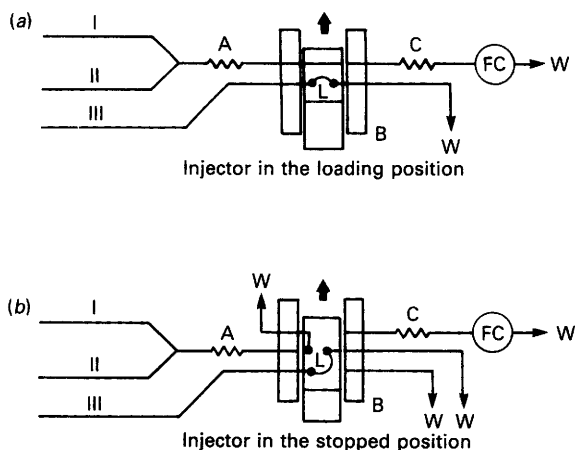 (a)
I
A
C
FC
W
II
L
III
B
W
Injector in the loading position
(b)
W
I
A
C
FC
W
II
L
III
B
W W
Injector in the stopped position